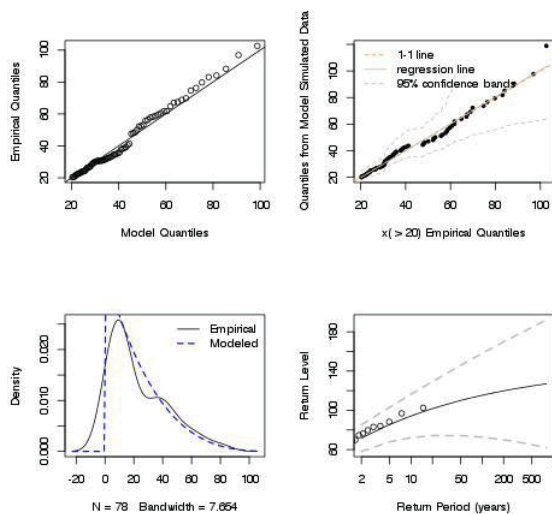 Empirical Quantiles
100
80
60
40
20
20 40 60 80 100
Model Quantiles
Quantiles from Model Simulated Data
100
80
60
40
20
1-1 line
regression line
95% confidence bands
20 40 60 80 100
x( > 20) Empirical Quantiles
Density
0.020
0.010
0.000
Empirical
Modeled
-20 0 20 40 60 80 100
N = 78 Bandwidth = 7.654
Return Level
180
140
100
60
2 5 10 50 200 500
Return Period (years)